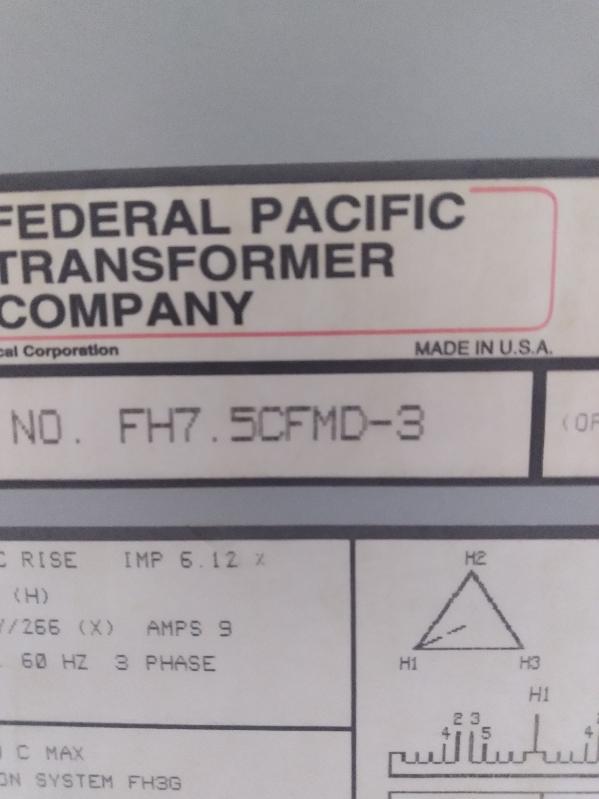 FEDERAL PACIFIC
TRANSFORMER
COMPANY
cal Corporation MADE IN U.S.A.
NO. FH7.5CFMD-3 (OF
C RISE IMP 6.12 %
(H)
Y/266 (X) AMPS 9
60 HZ 3 PHASE
C MAX
ON SYSTEM FH3G
H2
H1 H3
H1
2 3
4 5 4